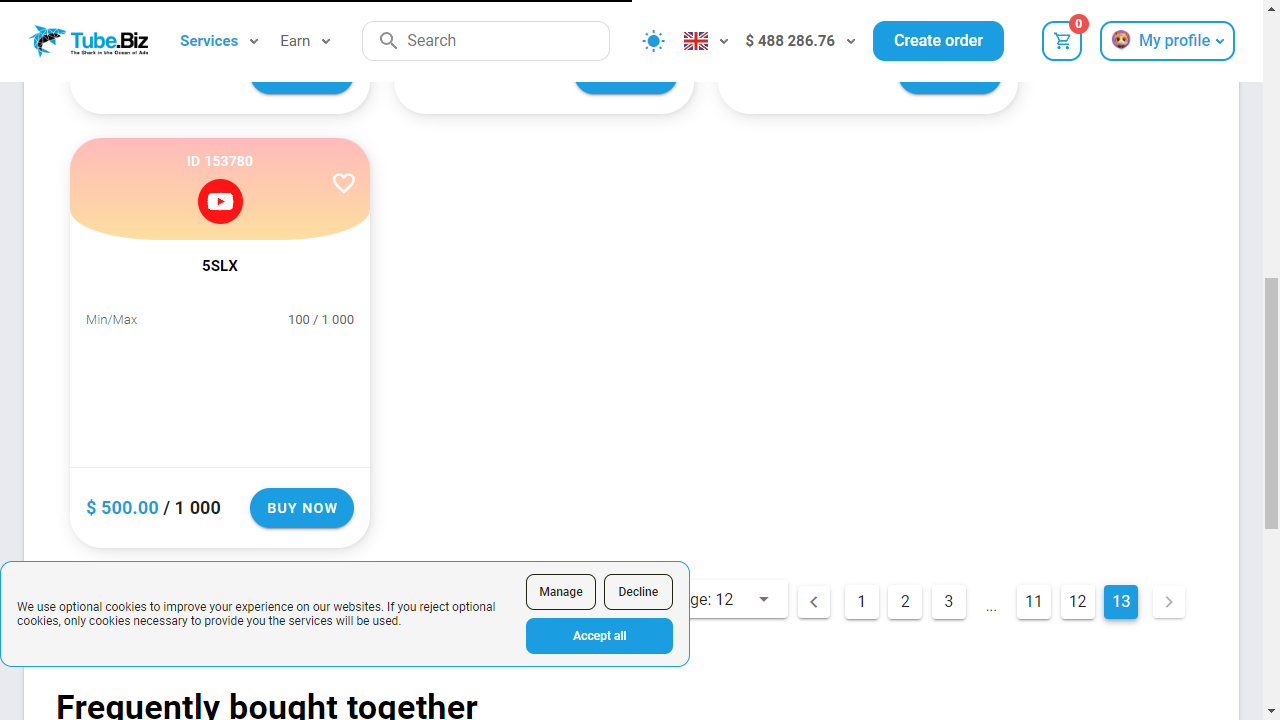 Tube.Biz
The Shark in the Ocean of Ads
Services
Earn
Search
$ 488 286.76
Create order
0
My profile
ID 153780
5SLX
Min/Max
100 / 1 000
$ 500.00 / 1 000
BUY NOW
We use optional cookies to improve your experience on our websites. If you reject optional
cookies, only cookies necessary to provide you the services will be used.
Manage
Decline
Accept all
ge: 12
1
2
3
...
11
12
13
Frequently bought together